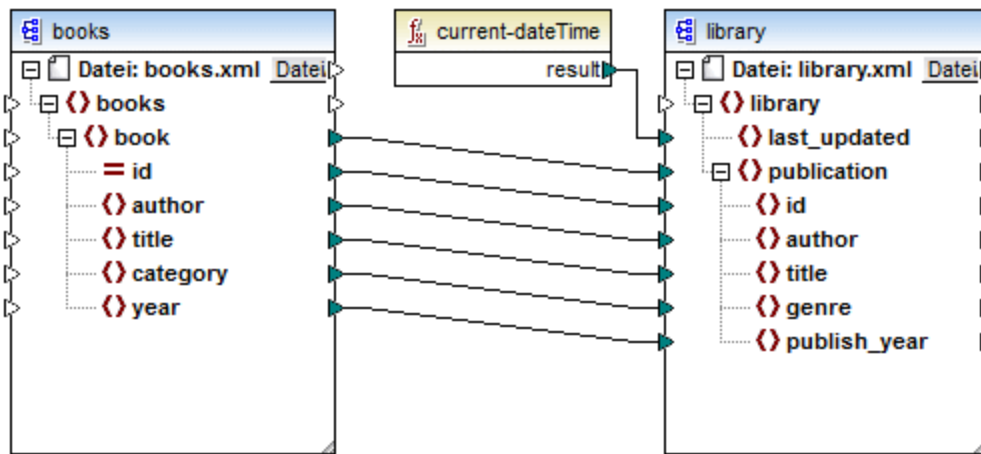 books
Datei: books.xml Datei
books
book
id
author
title
category
year
current-dateTime
result
library
Datei: library.xml Datei
library
last_updated
publication
id
author
title
genre
publish_year